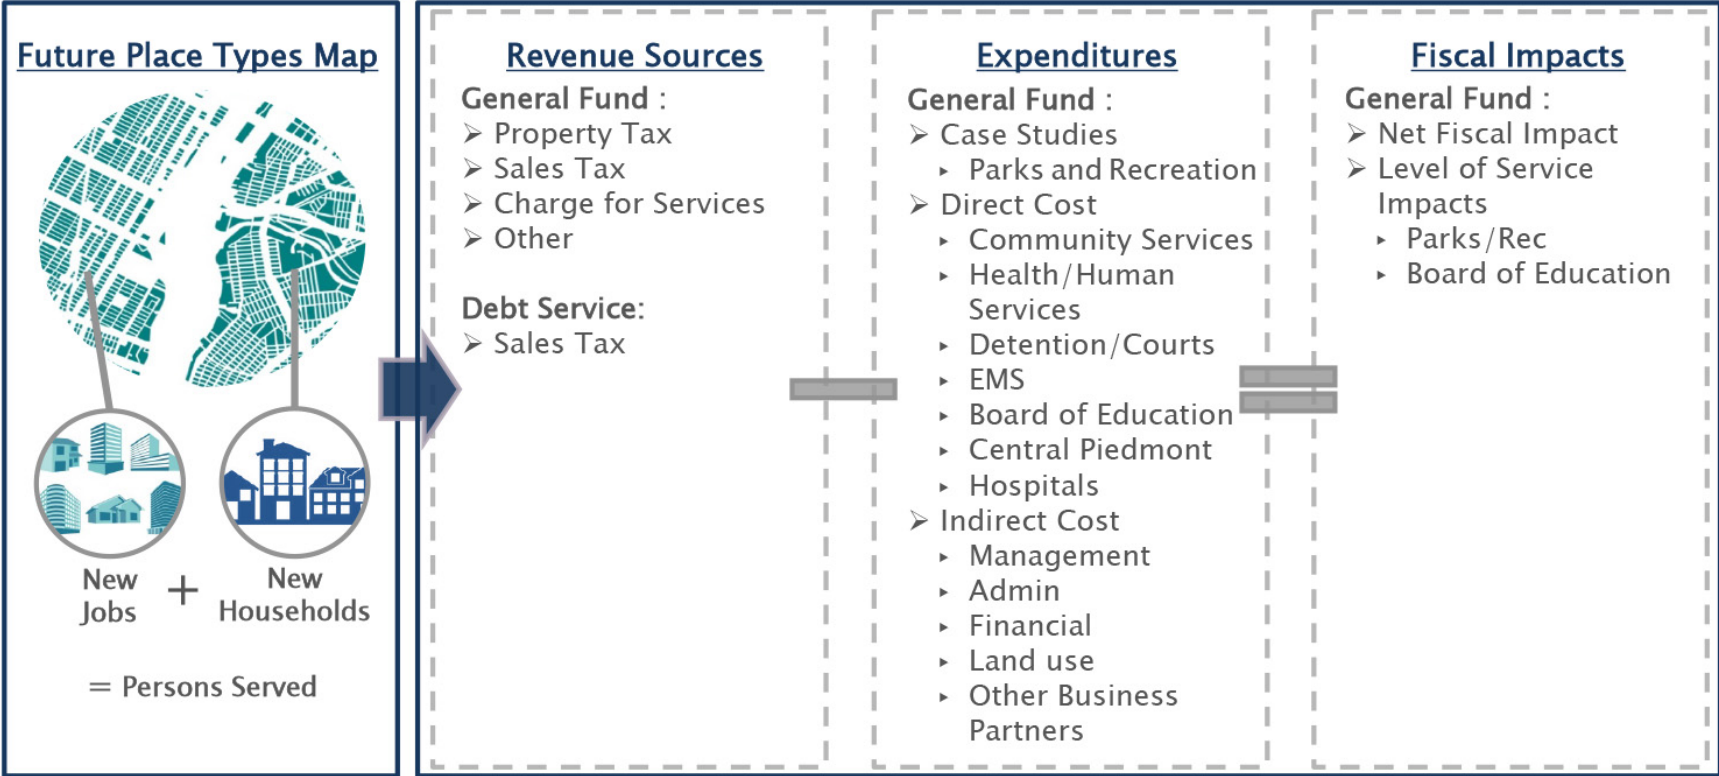 Future Place Types Map
New
Jobs
+
New
Households
= Persons Served
Revenue Sources
General Fund :
➢ Property Tax
➢ Sales Tax
➢ Charge for Services
➢ Other
Debt Service:
➢ Sales Tax
Expenditures
General Fund :
➢ Case Studies
‣ Parks and Recreation
➢ Direct Cost
‣ Community Services
‣ Health/Human
Services
‣ Detention/Courts
‣ EMS
‣ Board of Education
‣ Central Piedmont
‣ Hospitals
➢ Indirect Cost
‣ Management
‣ Admin
‣ Financial
‣ Land use
‣ Other Business
Partners
Fiscal Impacts
General Fund :
➢ Net Fiscal Impact
➢ Level of Service
Impacts
‣ Parks/Rec
‣ Board of Education